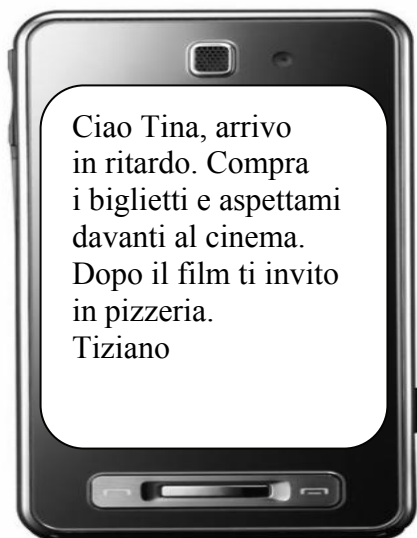 Ciao Tina, arrivo
in ritardo. Compra
i biglietti e aspettami
davanti al cinema.
Dopo il film ti invito
in pizzeria.
Tiziano